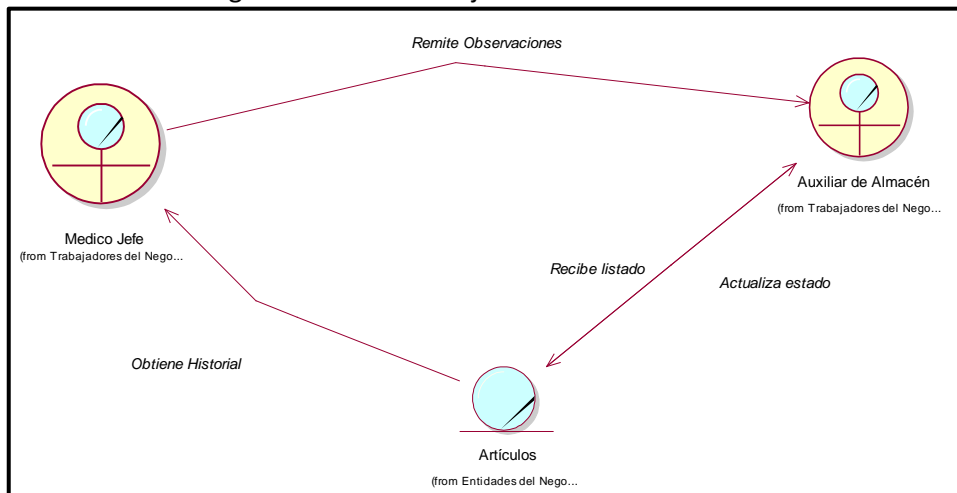 Remite Observaciones
Auxiliar de Almacén
(from Trabajadores del Nego...
Medico Jefe
(from Trabajadores del Nego...
Recibe listado
Actualiza estado
Obtiene Historial
Artículos
(from Entidades del Nego...